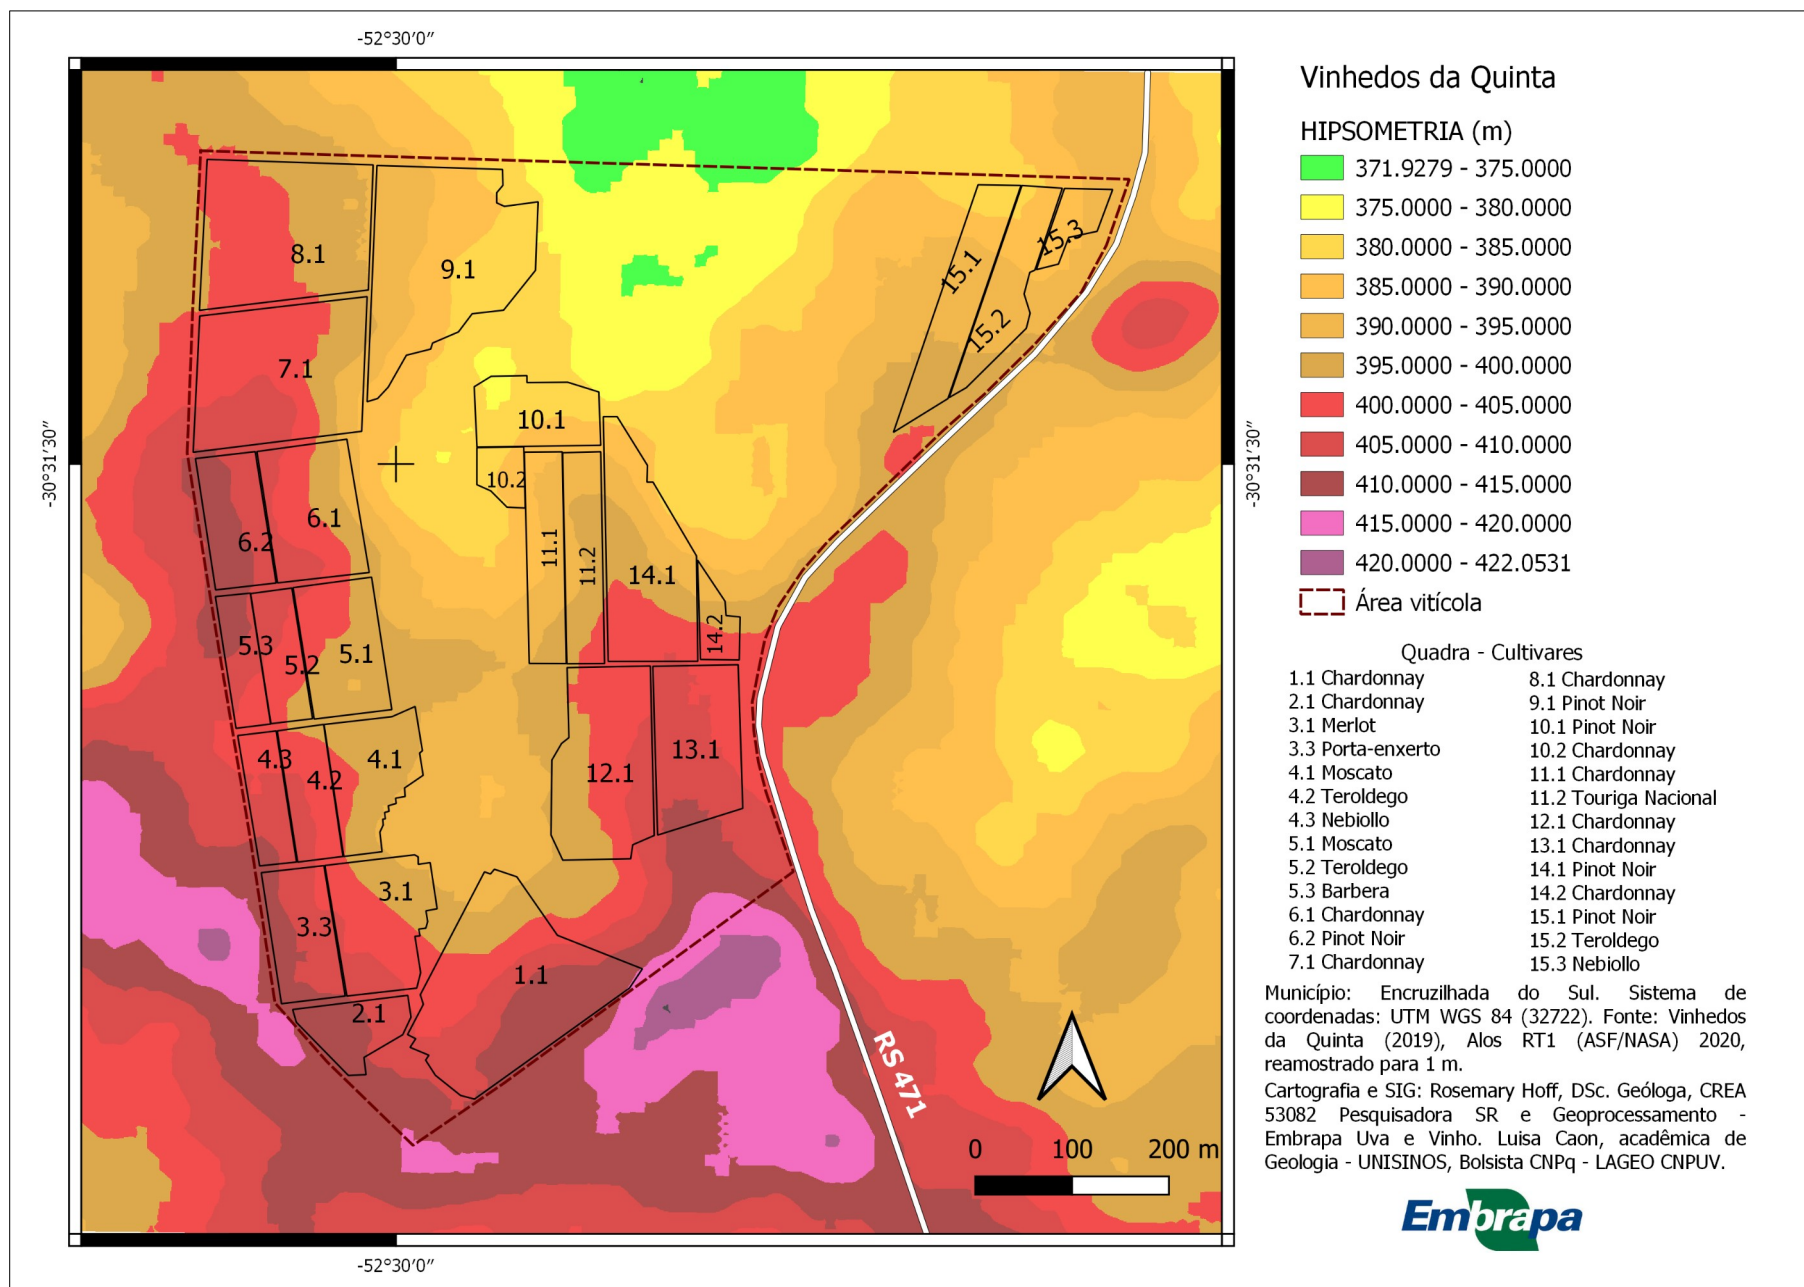 -52°30′0″
Vinhedos da Quinta
HIPSOMETRIA (m)
371.9279 - 375.0000
375.0000 - 380.0000
380.0000 - 385.0000
385.0000 - 390.0000
390.0000 - 395.0000
395.0000 - 400.0000
400.0000 - 405.0000
405.0000 - 410.0000
410.0000 - 415.0000
415.0000 - 420.0000
420.0000 - 422.0531
Área vitícola
8.1
9.1
15.3
15.1
15.2
7.1
10.1
10.2
-30°31′30″
-30°31′30″
6.1
6.2
11.1
11.2
14.1
14.2
5.3
5.2
5.1
4.3
4.2
4.1
12.1
13.1
3.1
3.3
1.1
2.1
RS 471
0 100 200 m
-52°30′0″
Quadra - Cultivares
1.1 Chardonnay
2.1 Chardonnay
3.1 Merlot
3.3 Porta-enxerto
4.1 Moscato
4.2 Teroldego
4.3 Nebiollo
5.1 Moscato
5.2 Teroldego
5.3 Barbera
6.1 Chardonnay
6.2 Pinot Noir
7.1 Chardonnay
8.1 Chardonnay
9.1 Pinot Noir
10.1 Pinot Noir
10.2 Chardonnay
11.1 Chardonnay
11.2 Touriga Nacional
12.1 Chardonnay
13.1 Chardonnay
14.1 Pinot Noir
14.2 Chardonnay
15.1 Pinot Noir
15.2 Teroldego
15.3 Nebiollo
Município: Encruzilhada do Sul. Sistema de
coordenadas: UTM WGS 84 (32722). Fonte: Vinhedos
da Quinta (2019), Alos RT1 (ASF/NASA) 2020,
reamostrado para 1 m.
Cartografia e SIG: Rosemary Hoff, DSc. Geóloga, CREA
53082 Pesquisadora SR e Geoprocessamento -
Embrapa Uva e Vinho. Luisa Caon, acadêmica de
Geologia - UNISINOS, Bolsista CNPq - LAGEO CNPUV.
Embrapa